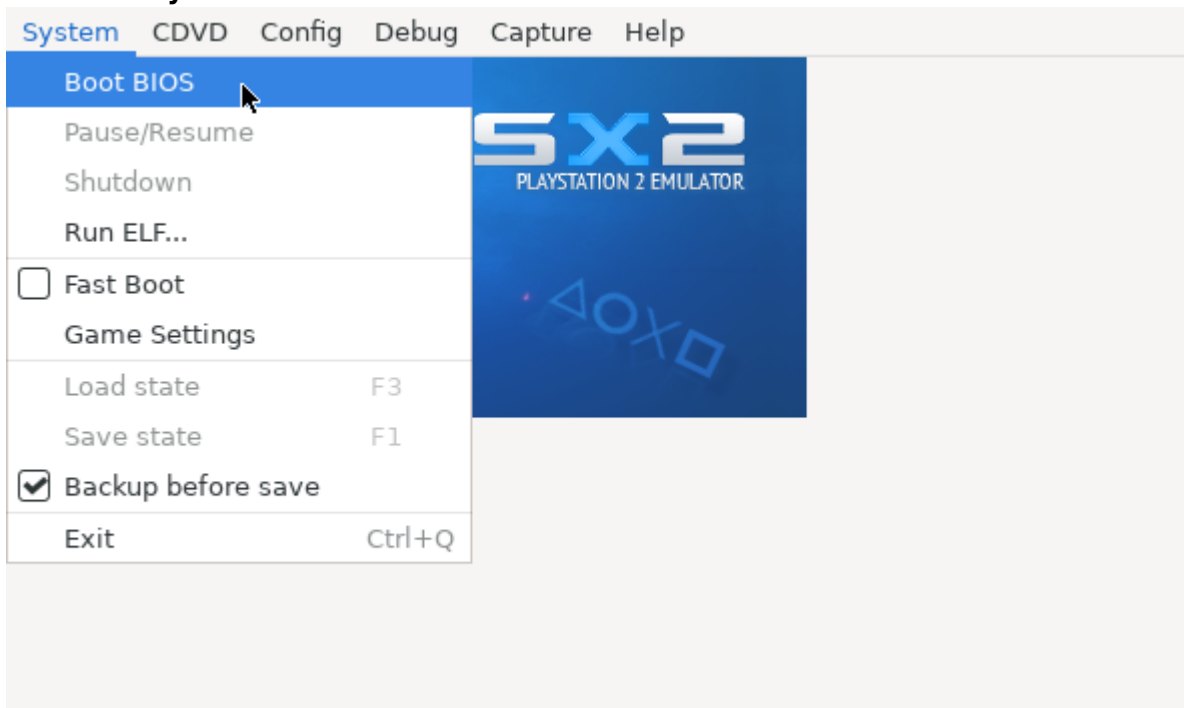 System CDVD Config Debug Capture Help
Boot BIOS
Pause/Resume
Shutdown
Run ELF...
Fast Boot
Game Settings
Load state F3
Save state F1
Backup before save
Exit Ctrl+Q
SX2
PLAYSTATION 2 EMULATOR